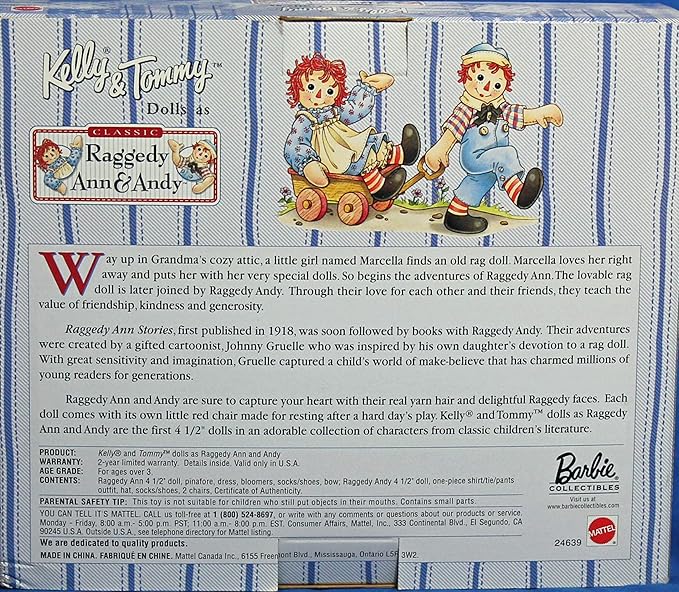 MATTEL
Kelly® & Tommy™
Dolls as
CLASSIC
Raggedy
Ann & Andy™
Way up in Grandma's cozy attic, a little girl named Marcella finds an old rag doll. Marcella loves her right
away and puts her with her very special dolls. So begins the adventures of Raggedy Ann. The lovable rag
doll is later joined by Raggedy Andy. Through their love for each other and their friends, they teach the
value of friendship, kindness and generosity.
Raggedy Ann Stories, first published in 1918, was soon followed by books with Raggedy Andy. Their adventures
were created by a gifted cartoonist, Johnny Gruelle who was inspired by his own daughter's devotion to a rag doll.
With great sensitivity and imagination, Gruelle captured a child's world of make-believe that has charmed millions of
young readers for generations.
Raggedy Ann and Andy are sure to capture your heart with their real yarn hair and delightful Raggedy faces. Each
doll comes with its own little red chair made for resting after a hard day's play. Kelly® and Tommy™ dolls as Raggedy
Ann and Andy are the first 4 1/2" dolls in an adorable collection of characters from classic children's literature.
PRODUCT: Kelly® and Tommy™ dolls as Raggedy Ann and Andy
WARRANTY: 2-year limited warranty. Details inside. Valid only in U.S.A.
AGE GRADE: For ages over 3.
CONTENTS: Raggedy Ann 4 1/2" doll, pinafore, dress, bloomers, socks/shoes, bow; Raggedy Andy 4 1/2" doll, one-piece shirt/tie/pants
outfit, hat, socks/shoes; 2 chairs, Certificate of Authenticity.
PARENTAL SAFETY TIP: This toy is not suitable for children who still put objects in their mouths. Contains small parts.
YOU CAN TELL IT'S MATTEL. CALL us toll-free at 1 (800) 524-8697, or write with any comments or questions about our products or service.
Monday - Friday, 8:00 a.m. - 5:00 p.m. PST; 11:00 a.m. - 8:00 p.m. EST. Consumer Affairs, Mattel, Inc., 333 Continental Blvd., El Segundo, CA
90245 U.S.A. Outside U.S.A., see telephone directory for Mattel listing.
We are dedicated to quality products.
MADE IN CHINA. FABRIQUÉ EN CHINE. Mattel Canada Inc., 6155 Freemont Blvd., Mississauga, Ontario L5R 3W2.
Barbie®
COLLECTIBLES
Visit us at
www.barbiecollectibles.com
24639
MATTEL